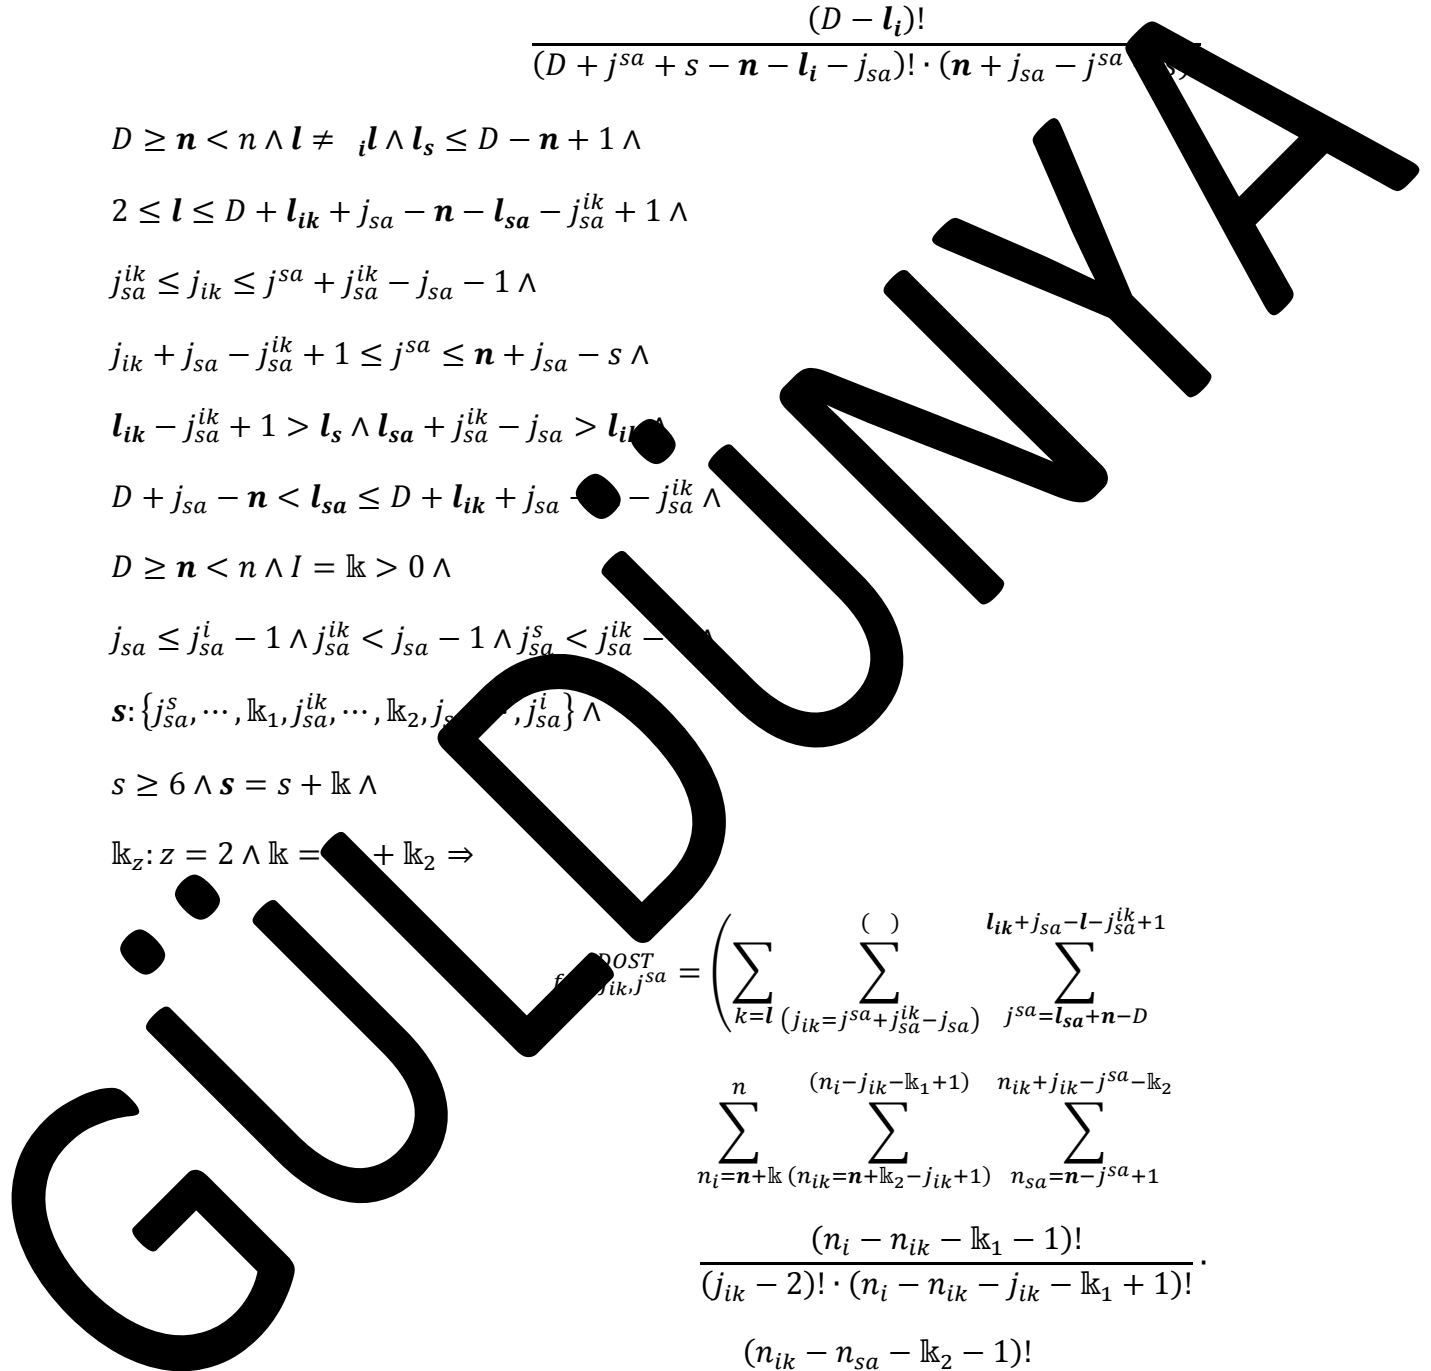 (D − l_i)!
(D + j^{sa} + s − n − l_i − j_{sa})! · (n + j_{sa} − j^{sa}
D ≥ n < n ∧ l ≠ _il ∧ l_s ≤ D − n + 1 ∧
2 ≤ l ≤ D + l_{ik} + j_{sa} − n − l_{sa} − j_{sa}^{ik} + 1 ∧
j_{sa}^{ik} ≤ j_{ik} ≤ j^{sa} + j_{sa}^{ik} − j_{sa} − 1 ∧
j_{ik} + j_{sa} − j_{sa}^{ik} + 1 ≤ j^{sa} ≤ n + j_{sa} − s ∧
l_{ik} − j_{sa}^{ik} + 1 > l_s ∧ l_{sa} + j_{sa}^{ik} − j_{sa} > l_{ik} ∧
D + j_{sa} − n < l_{sa} ≤ D + l_{ik} + j_{sa} − j_{sa}^{ik} ∧
D ≥ n < n ∧ I = 𝕜 > 0 ∧
j_{sa} ≤ j_{sa}^{i} − 1 ∧ j_{sa}^{ik} < j_{sa} − 1 ∧ j_{sa}^{s} < j_{sa}^{ik} − ∧
s: {j_{sa}^{s}, ⋯ , 𝕜_1, j_{sa}^{ik}, ⋯ , 𝕜_2, , j_{sa}^{i}} ∧
s ≥ 6 ∧ s = s + 𝕜 ∧
𝕜_z: z = 2 ∧ 𝕜 = + 𝕜_2 ⇒
( ) l_{ik}+j_{sa}−l−j_{sa}^{ik}+1
DOST j_{ik},j^{sa} = ( ∑ ∑ ∑
k=l (j_{ik}=j^{sa}+j_{sa}^{ik}−j_{sa}) j^{sa}=l_{sa}+n−D
n (n_i−j_{ik}−𝕜_1+1) n_{ik}+j_{ik}−j^{sa}−𝕜_2
∑ ∑ ∑
n_i=n+𝕜 (n_{ik}=n+𝕜_2−j_{ik}+1) n_{sa}=n−j^{sa}+1
(n_i − n_{ik} − 𝕜_1 − 1)!
(j_{ik} − 2)! · (n_i − n_{ik} − j_{ik} − 𝕜_1 + 1)! ·
(n_{ik} − n_{sa} − 𝕜_2 − 1)!
GÜLDÜNYA